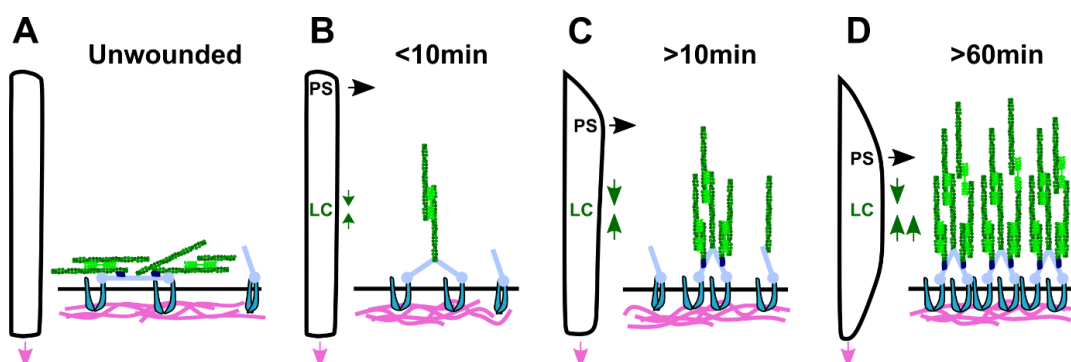 A
Unwounded
B
<10min
PS
LC
C
>10min
PS
LC
D
>60min
PS
LC